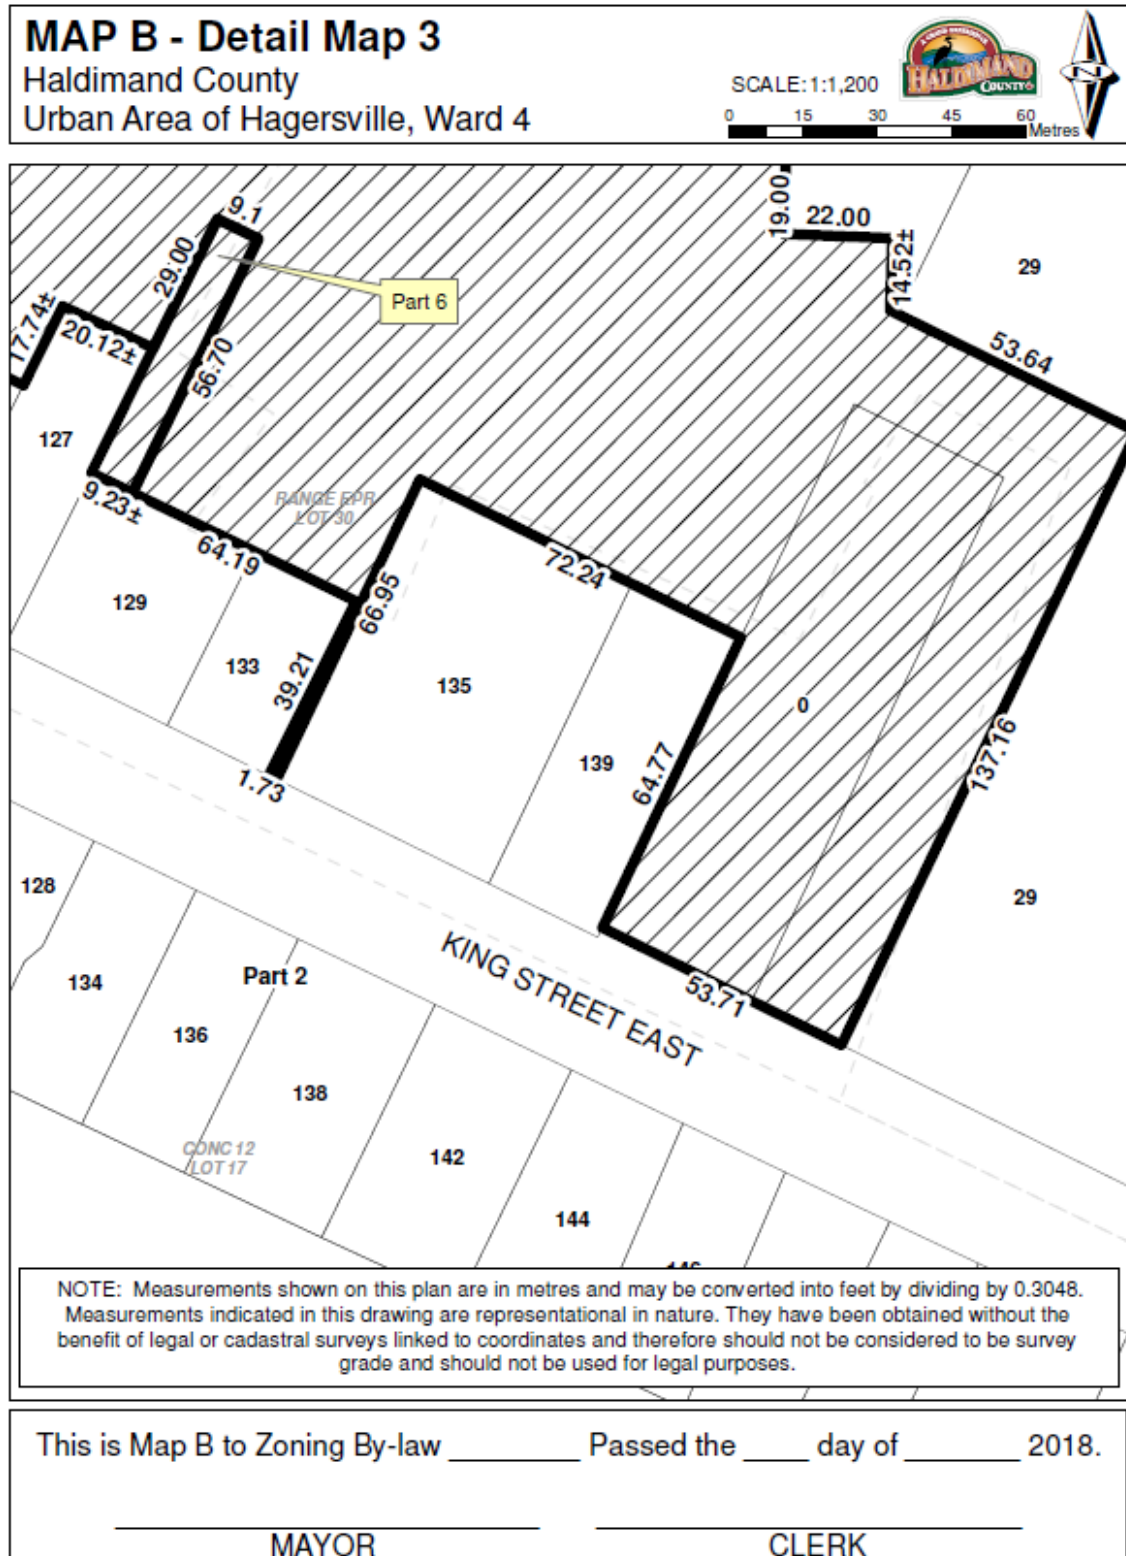 MAP B - Detail Map 3
Haldimand County
Urban Area of Hagersville, Ward 4
SCALE: 1:1,200
0 15 30 45 60
Metres
HALDIMAND
COUNTY
N
9.1
29.00
17.74±
20.12±
56.70
Part 6
19.00
22.00
14.52±
29
53.64
127
9.23±
RANGE EPR
LOT 30
64.19
72.24
66.95
129
133
39.21
135
0
137.16
139
64.77
1.73
128
29
KING STREET EAST
53.71
134
Part 2
136
138
CONC 12
LOT 17
142
144
146
NOTE: Measurements shown on this plan are in metres and may be converted into feet by dividing by 0.3048.
Measurements indicated in this drawing are representational in nature. They have been obtained without the
benefit of legal or cadastral surveys linked to coordinates and therefore should not be considered to be survey
grade and should not be used for legal purposes.
This is Map B to Zoning By-law ________ Passed the ____ day of _______ 2018.
MAYOR
CLERK